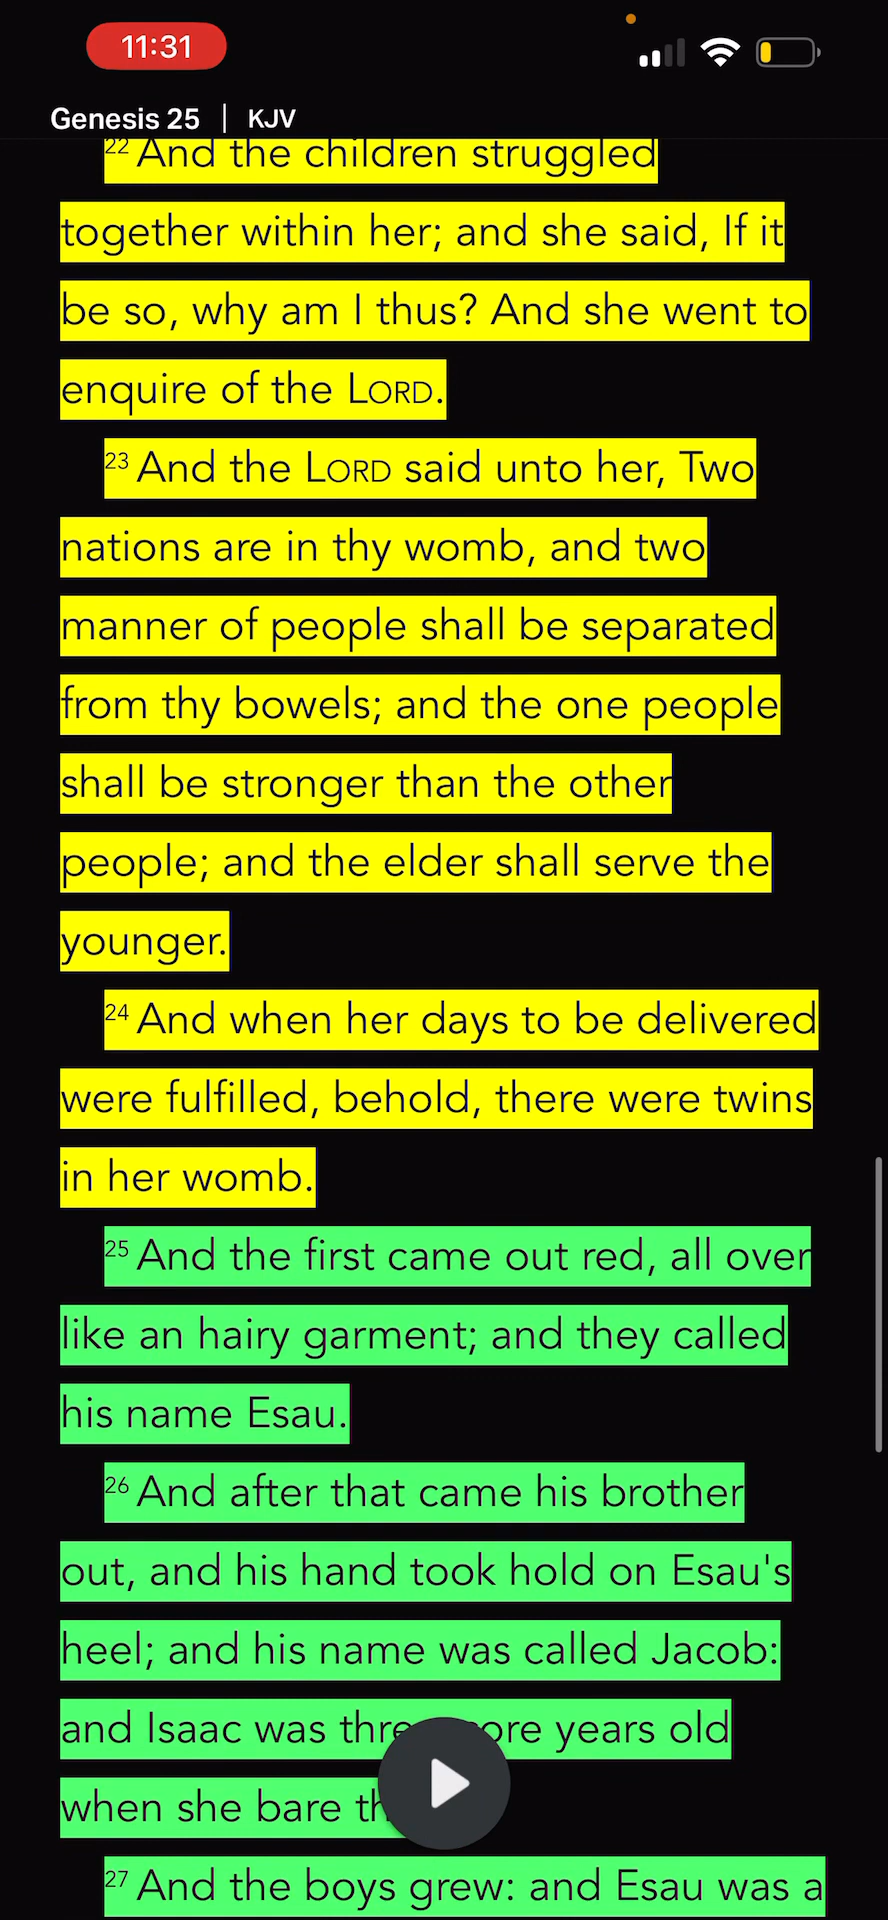 11:31
Genesis 25 | KJV
22 And the children struggled
together within her; and she said, If it
be so, why am I thus? And she went to
enquire of the LORD.
23 And the LORD said unto her, Two
nations are in thy womb, and two
manner of people shall be separated
from thy bowels; and the one people
shall be stronger than the other
people; and the elder shall serve the
younger.
24 And when her days to be delivered
were fulfilled, behold, there were twins
in her womb.
25 And the first came out red, all over
like an hairy garment; and they called
his name Esau.
26 And after that came his brother
out, and his hand took hold on Esau's
heel; and his name was called Jacob:
and Isaac was years old
when she bare
27 And the boys grew: and Esau was a